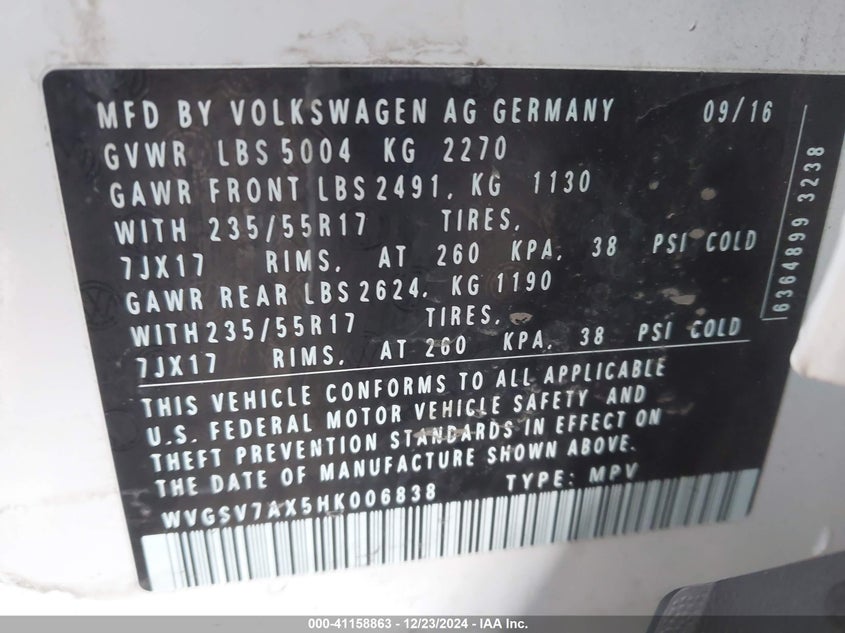 MFD BY VOLKSWAGEN AG GERMANY 09/16
GVWR LBS 5004 KG 2270
GAWR FRONT LBS 2491. KG 1130
WITH 235/55R17 TIRES.
7JX17 RIMS. AT 260 KPA. 38 PSI COLD
GAWR REAR LBS 2624. KG 1190
WITH 235/55R17 TIRES.
7JX17 RIMS. AT 260 KPA. 38 PSI COLD
THIS VEHICLE CONFORMS TO ALL APPLICABLE
U.S. FEDERAL MOTOR VEHICLE SAFETY AND
THEFT PREVENTION STANDARDS IN EFFECT ON
THE DATE OF MANUFACTURE SHOWN ABOVE.
WVGSV7AX5HK006838 TYPE: MPV
6364899 3238
000-41158863 - 12/23/2024 - IAA Inc.